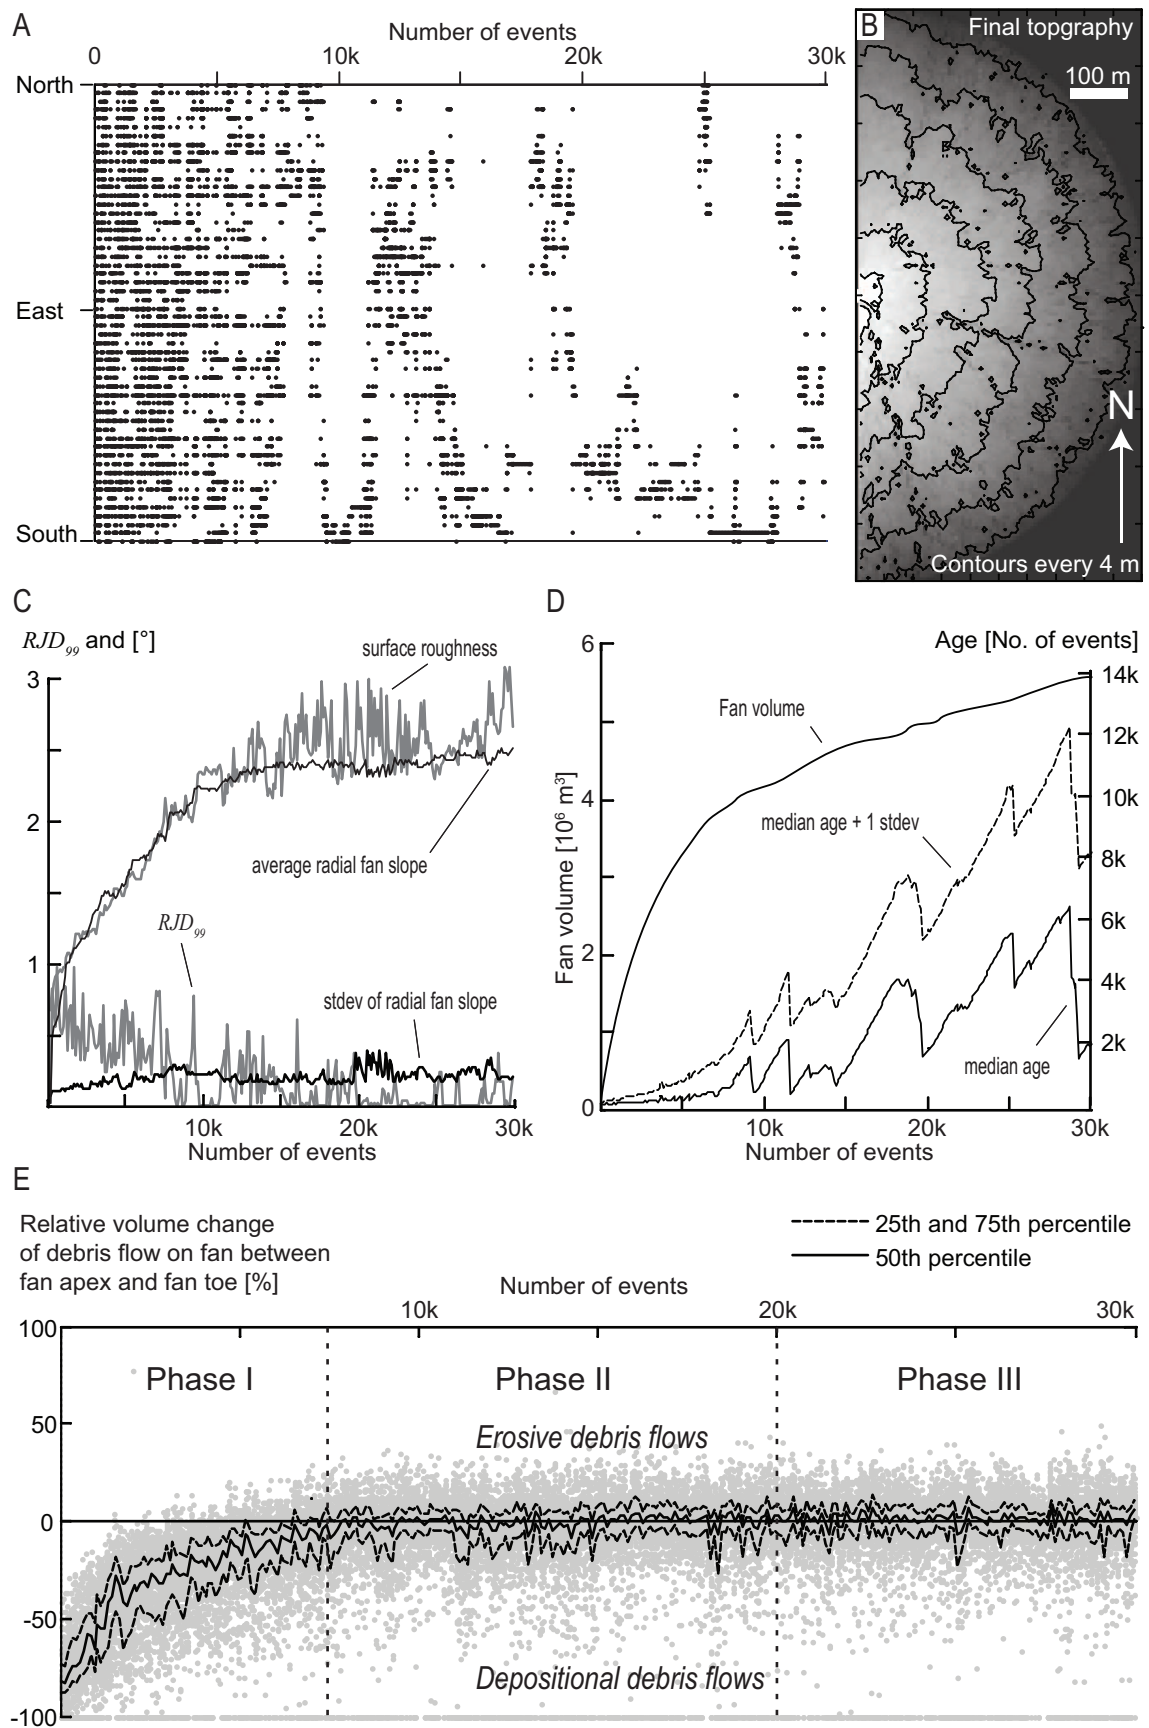 A
Number of events
0 10k 20k 30k
North
East
South
B
Final topgraphy
100 m
N
Contours every 4 m
C
RJD99 and [°]
3
2
1
surface roughness
average radial fan slope
RJD99
stdev of radial fan slope
10k 20k 30k
Number of events
D
6
4
2
0
Fan volume [10⁶ m³]
Age [No. of events]
14k
12k
10k
8k
6k
4k
2k
Fan volume
median age + 1 stdev
median age
10k 20k 30k
Number of events
E
Relative volume change
of debris flow on fan between
fan apex and fan toe [%]
25th and 75th percentile
50th percentile
Number of events
10k 20k 30k
100
50
0
-50
-100
Phase I Phase II Phase III
Erosive debris flows
Depositional debris flows